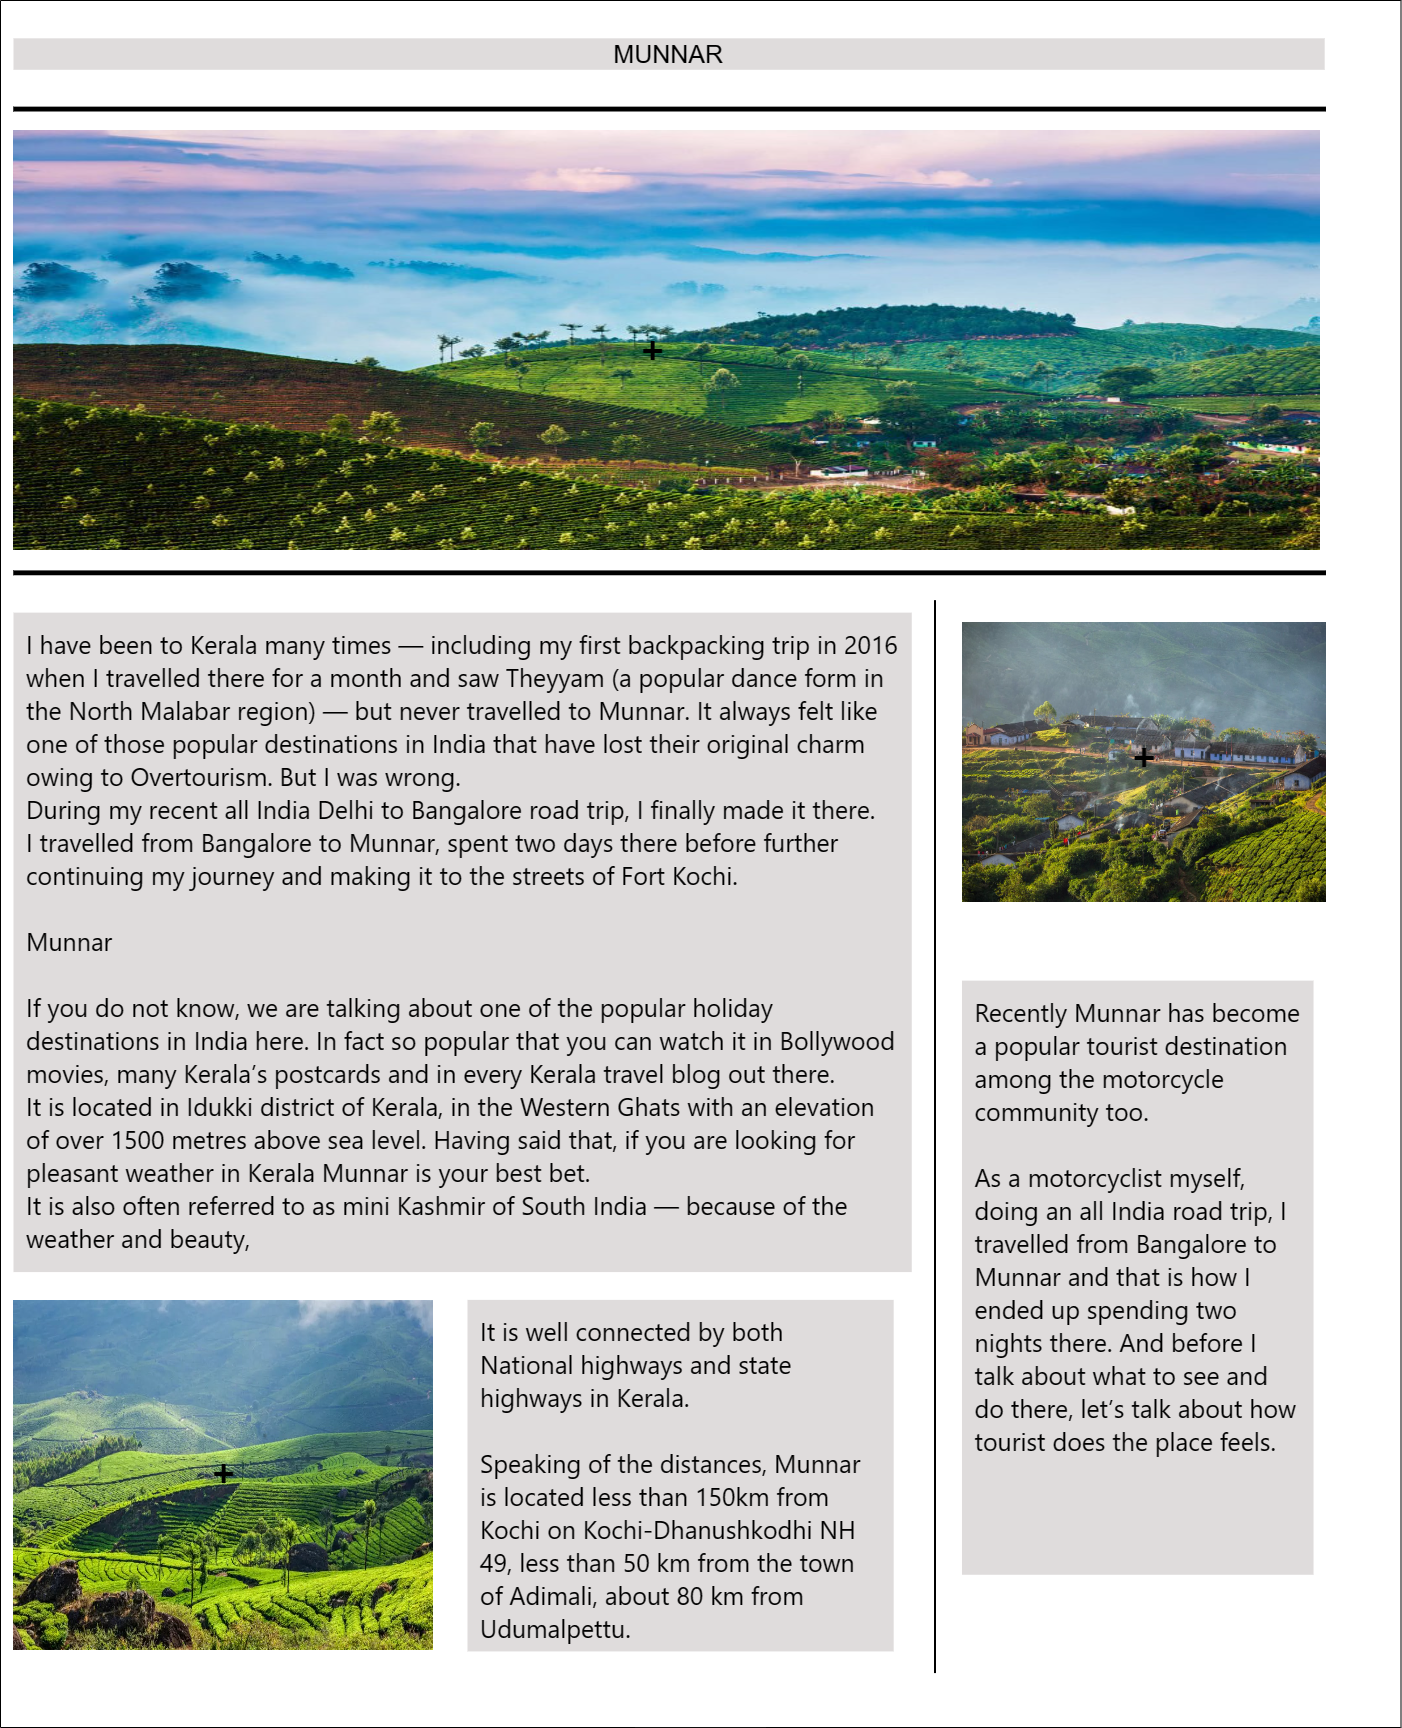 MUNNAR
I have been to Kerala many times — including my first backpacking trip in 2016
when I travelled there for a month and saw Theyyam (a popular dance form in
the North Malabar region) — but never travelled to Munnar. It always felt like
one of those popular destinations in India that have lost their original charm
owing to Overtourism. But I was wrong.
During my recent all India Delhi to Bangalore road trip, I finally made it there.
I travelled from Bangalore to Munnar, spent two days there before further
continuing my journey and making it to the streets of Fort Kochi.
Munnar
If you do not know, we are talking about one of the popular holiday
destinations in India here. In fact so popular that you can watch it in Bollywood
movies, many Kerala’s postcards and in every Kerala travel blog out there.
It is located in Idukki district of Kerala, in the Western Ghats with an elevation
of over 1500 metres above sea level. Having said that, if you are looking for
pleasant weather in Kerala Munnar is your best bet.
It is also often referred to as mini Kashmir of South India — because of the
weather and beauty,
It is well connected by both
National highways and state
highways in Kerala.
Speaking of the distances, Munnar
is located less than 150km from
Kochi on Kochi-Dhanushkodhi NH
49, less than 50 km from the town
of Adimali, about 80 km from
Udumalpettu.
Recently Munnar has become
a popular tourist destination
among the motorcycle
community too.
As a motorcyclist myself,
doing an all India road trip, I
travelled from Bangalore to
Munnar and that is how I
ended up spending two
nights there. And before I
talk about what to see and
do there, let’s talk about how
tourist does the place feels.